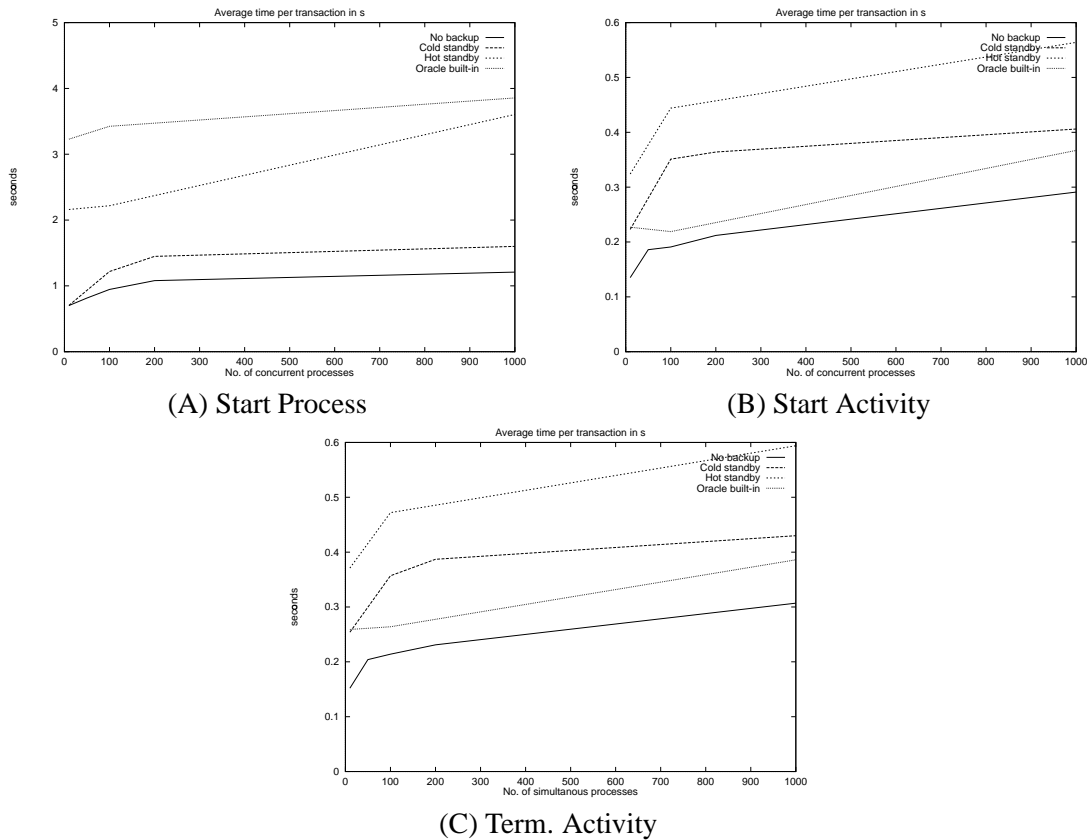 Average time per transaction in s
5
4
3
2
1
0
seconds
No backup
Cold standby
Hot standby
Oracle built-in
0 100 200 300 400 500 600 700 800 900 1000
No. of concurrent processes
(A) Start Process
Average time per transaction in s
0.6
0.5
0.4
0.3
0.2
0.1
0
seconds
No backup
Cold standby
Hot standby
Oracle built-in
0 100 200 300 400 500 600 700 800 900 1000
No. of concurrent processes
(B) Start Activity
Average time per transaction in s
0.6
0.5
0.4
0.3
0.2
0.1
0
seconds
No backup
Cold standby
Hot standby
Oracle built-in
0 100 200 300 400 500 600 700 800 900 1000
No. of simultanous processes
(C) Term. Activity